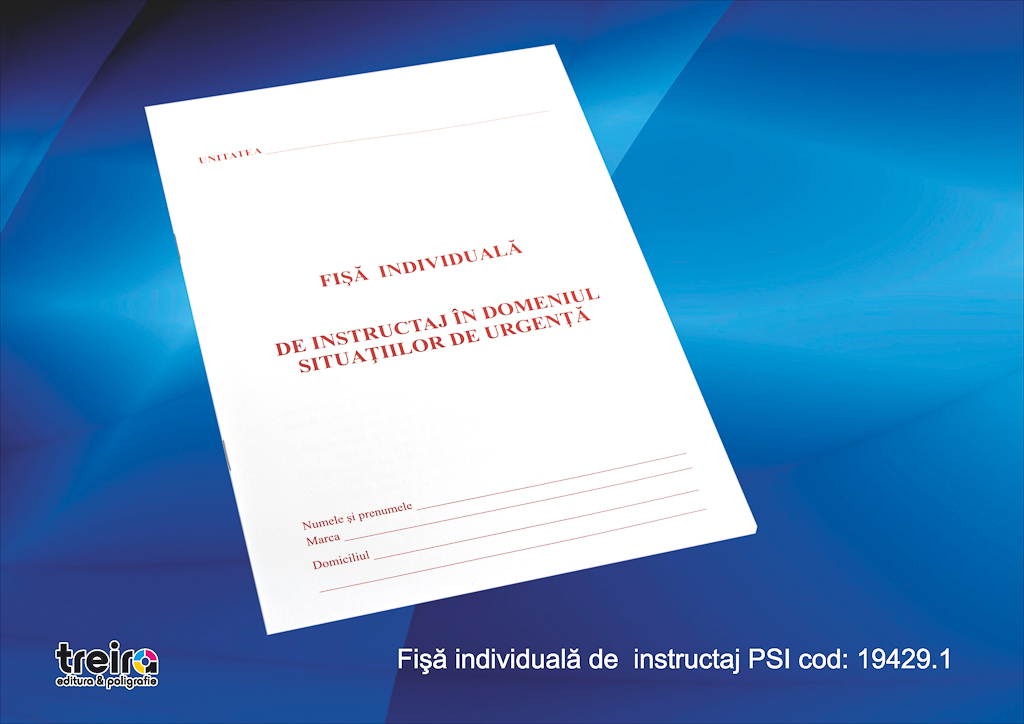 UNITATEA
FIŞĂ INDIVIDUALĂ
DE INSTRUCTAJ ÎN DOMENIUL
SITUAŢIILOR DE URGENŢĂ
Numele şi prenumele
Marca
Domiciliul
treira
editura & poligrafie
Fişă individuală de instructaj PSI cod: 19429.1